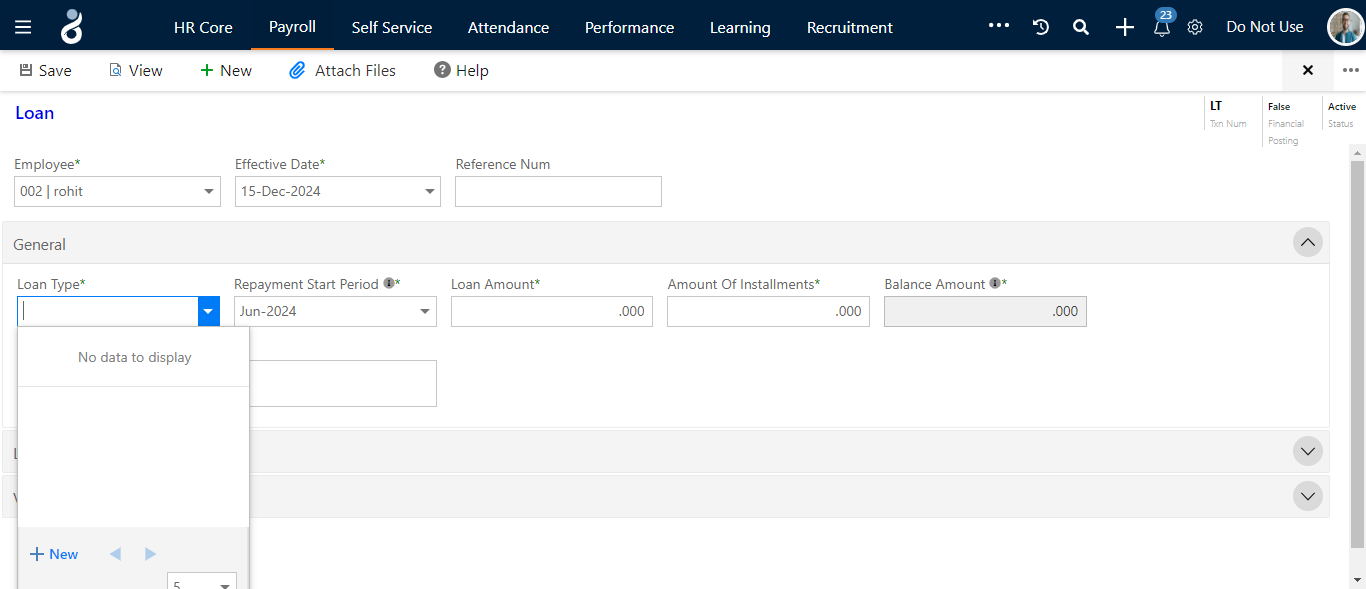 HR Core Payroll Self Service Attendance Performance Learning Recruitment ••• 23 Do Not Use
Save View + New Attach Files Help ×
Loan
LT
Txn Num
False
Financial
Posting
Active
Status
Employee* Effective Date* Reference Num
002 | rohit 15-Dec-2024
General
Loan Type* Repayment Start Period * Loan Amount* Amount Of Installments* Balance Amount *
Jun-2024 .000 .000 .000
No data to display
+ New
5